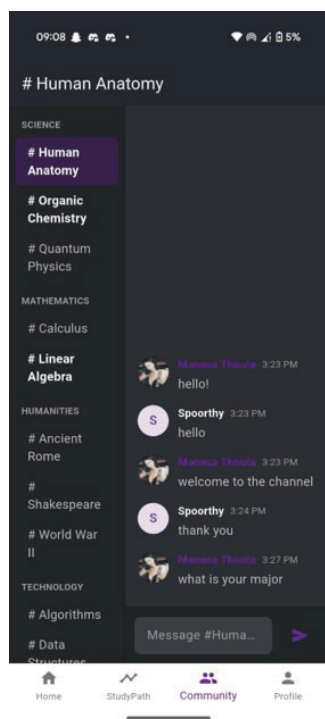 09:08
5%
# Human Anatomy
SCIENCE
# Human
Anatomy
# Organic
Chemistry
# Quantum
Physics
MATHEMATICS
# Calculus
# Linear
Algebra
HUMANITIES
# Ancient
Rome
#
Shakespeare
# World War
II
TECHNOLOGY
# Algorithms
# Data
Structures
Manasa Thouta 3:23 PM
hello!
S
Spoorthy 3:23 PM
hello
Manasa Thouta 3:23 PM
welcome to the channel
S
Spoorthy 3:24 PM
thank you
Manasa Thouta 3:27 PM
what is your major
Message #Huma...
Home
StudyPath
Community
Profile